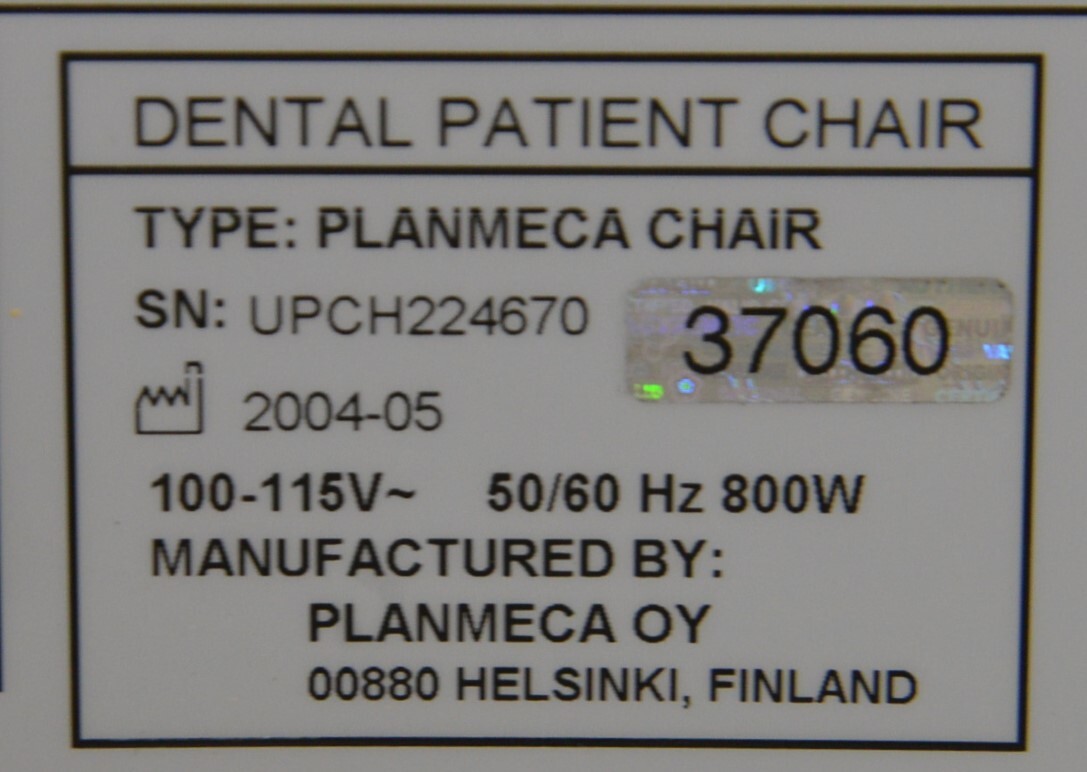 DENTAL PATIENT CHAIR
TYPE: PLANMECA CHAIR
SN: UPCH224670
37060
2004-05
100-115V~ 50/60 Hz 800W
MANUFACTURED BY:
PLANMECA OY
00880 HELSINKI, FINLAND